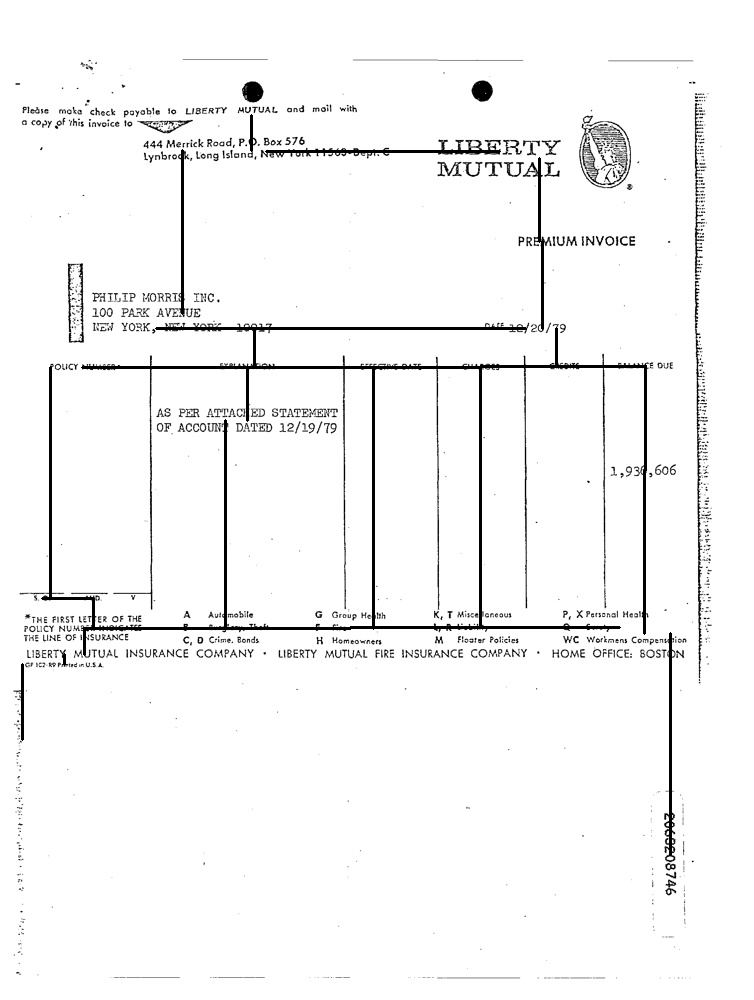 Please make check payable to LIBERTY MUTUAL and mail with
a copy of this invoice to
444 Merrick Road, P.O. Box 576
Lynbrook, Long Island, New York 11563-Dept. C
LIBERTY
MUTUAL
®
PREMIUM INVOICE
PHILIP MORRIS INC.
100 PARK AVENUE
NEW YORK, NEW YORK 10017
DATE 12/20/79
POLICY NUMBER* EXPLANATION EFFECTIVE DATE CHARGES CREDITS BALANCE DUE
AS PER ATTACHED STATEMENT
OF ACCOUNT DATED 12/19/79
1,930,606
S. AND. V
*THE FIRST LETTER OF THE
POLICY NUMBER INDICATES
THE LINE OF INSURANCE
A Automobile G Group Health K, T Miscellaneous P, X Personal Health
B Burglary, Theft F Fire L, R Liability Q Surety
C, D Crime, Bonds H Homeowners M Floater Policies WC Workmens Compensation
LIBERTY MUTUAL INSURANCE COMPANY • LIBERTY MUTUAL FIRE INSURANCE COMPANY • HOME OFFICE: BOSTON
GF 102-R9 Printed in U.S.A.